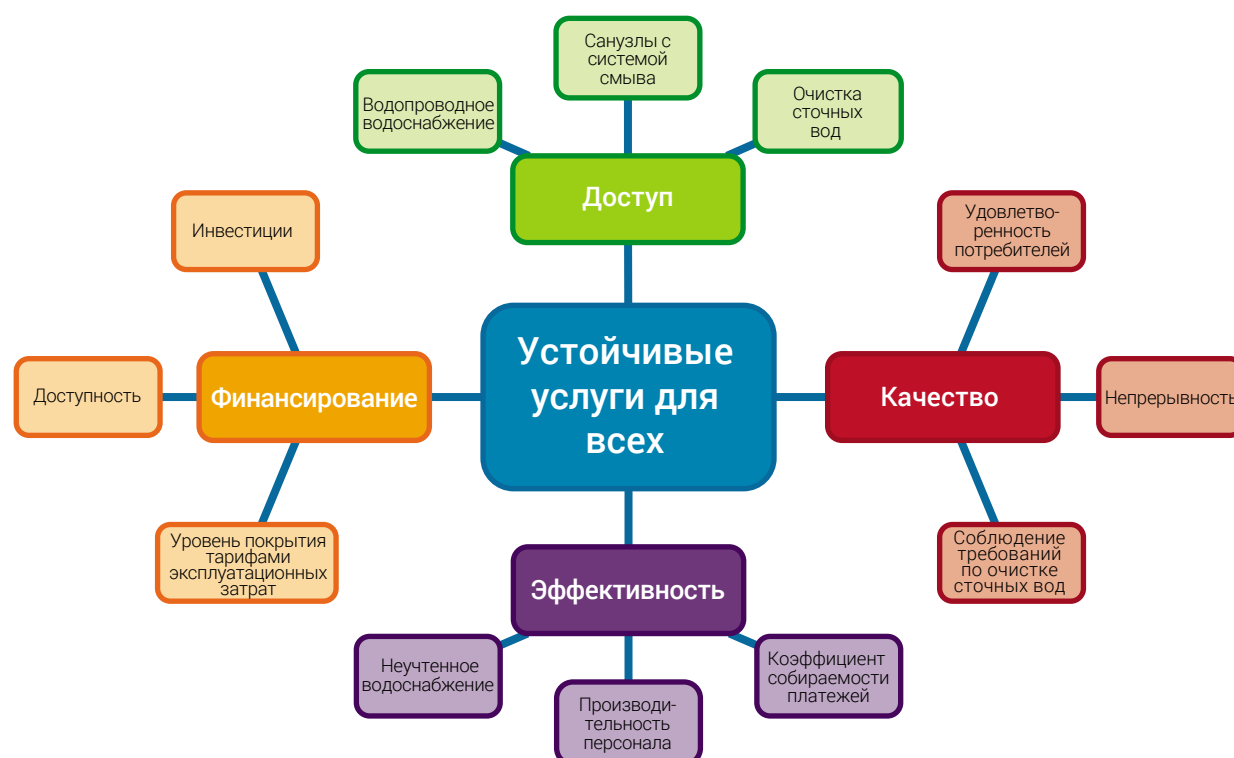 Санузлы с
системой
смыва
Водопроводное
водоснабжение
Очистка
сточных
вод
Доступ
Инвестиции
Удовлетво-
ренность
потребителей
Устойчивые
услуги для
всех
Доступность
Финансирование
Качество
Непрерывность
Уровень покрытия
тарифами
эксплуатационных
затрат
Соблюдение
требований
по очистке
сточных вод
Эффективность
Неучтенное
водоснабжение
Производи-
тельность
персонала
Коэффициент
собираемости
платежей